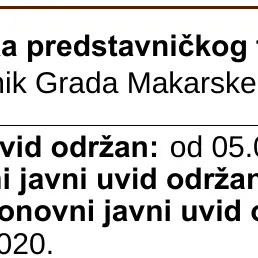 a predstavničkog
nik Grada Makarske
vid održan: od 05.0
i javni uvid održan
onovni javni uvid
020.